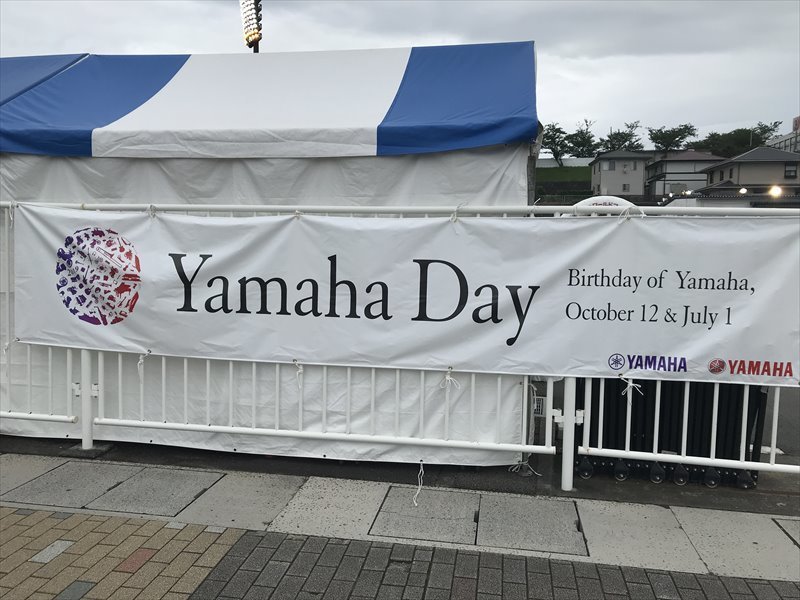 Yamaha Day
Birthday of Yamaha,
October 12 & July 1
YAMAHA YAMAHA